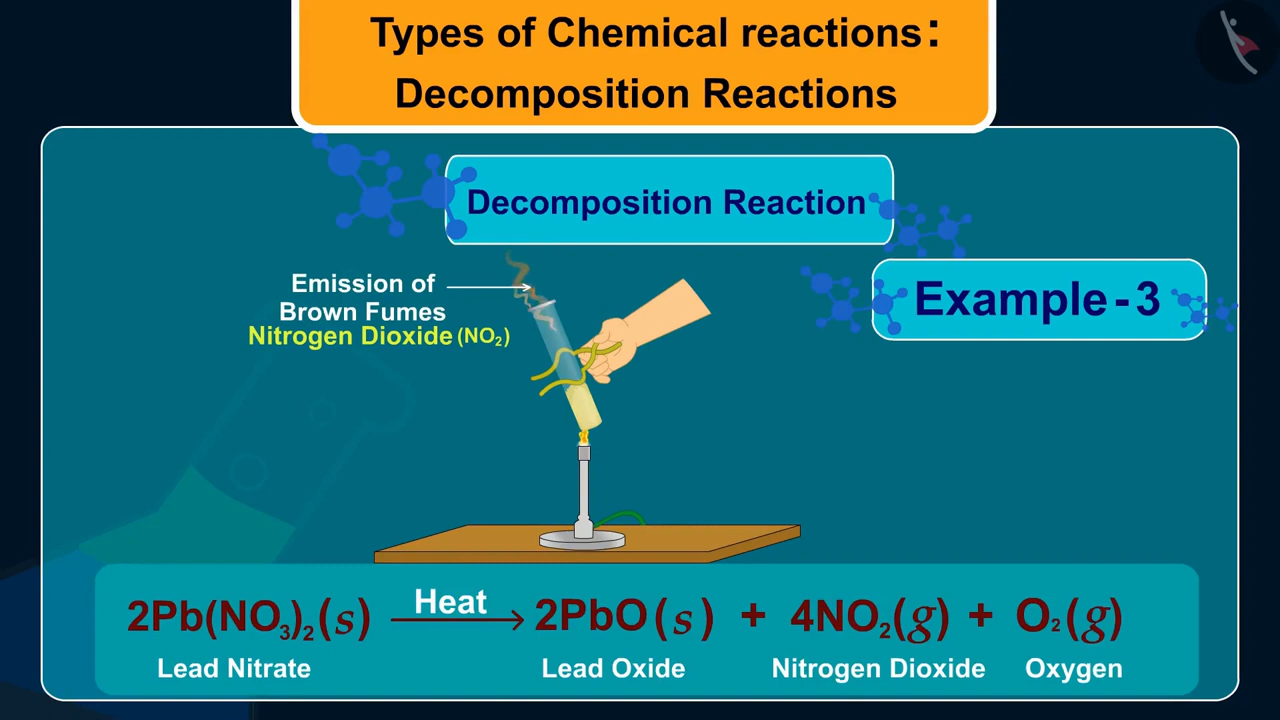 Types of Chemical reactions:
Decomposition Reactions
Decomposition Reaction
Example-3
Emission of
Brown Fumes
Nitrogen Dioxide (NO₂)
2Pb(NO₃)₂(s) Heat → 2PbO(s) + 4NO₂(g) + O₂(g)
Lead Nitrate Lead Oxide Nitrogen Dioxide Oxygen